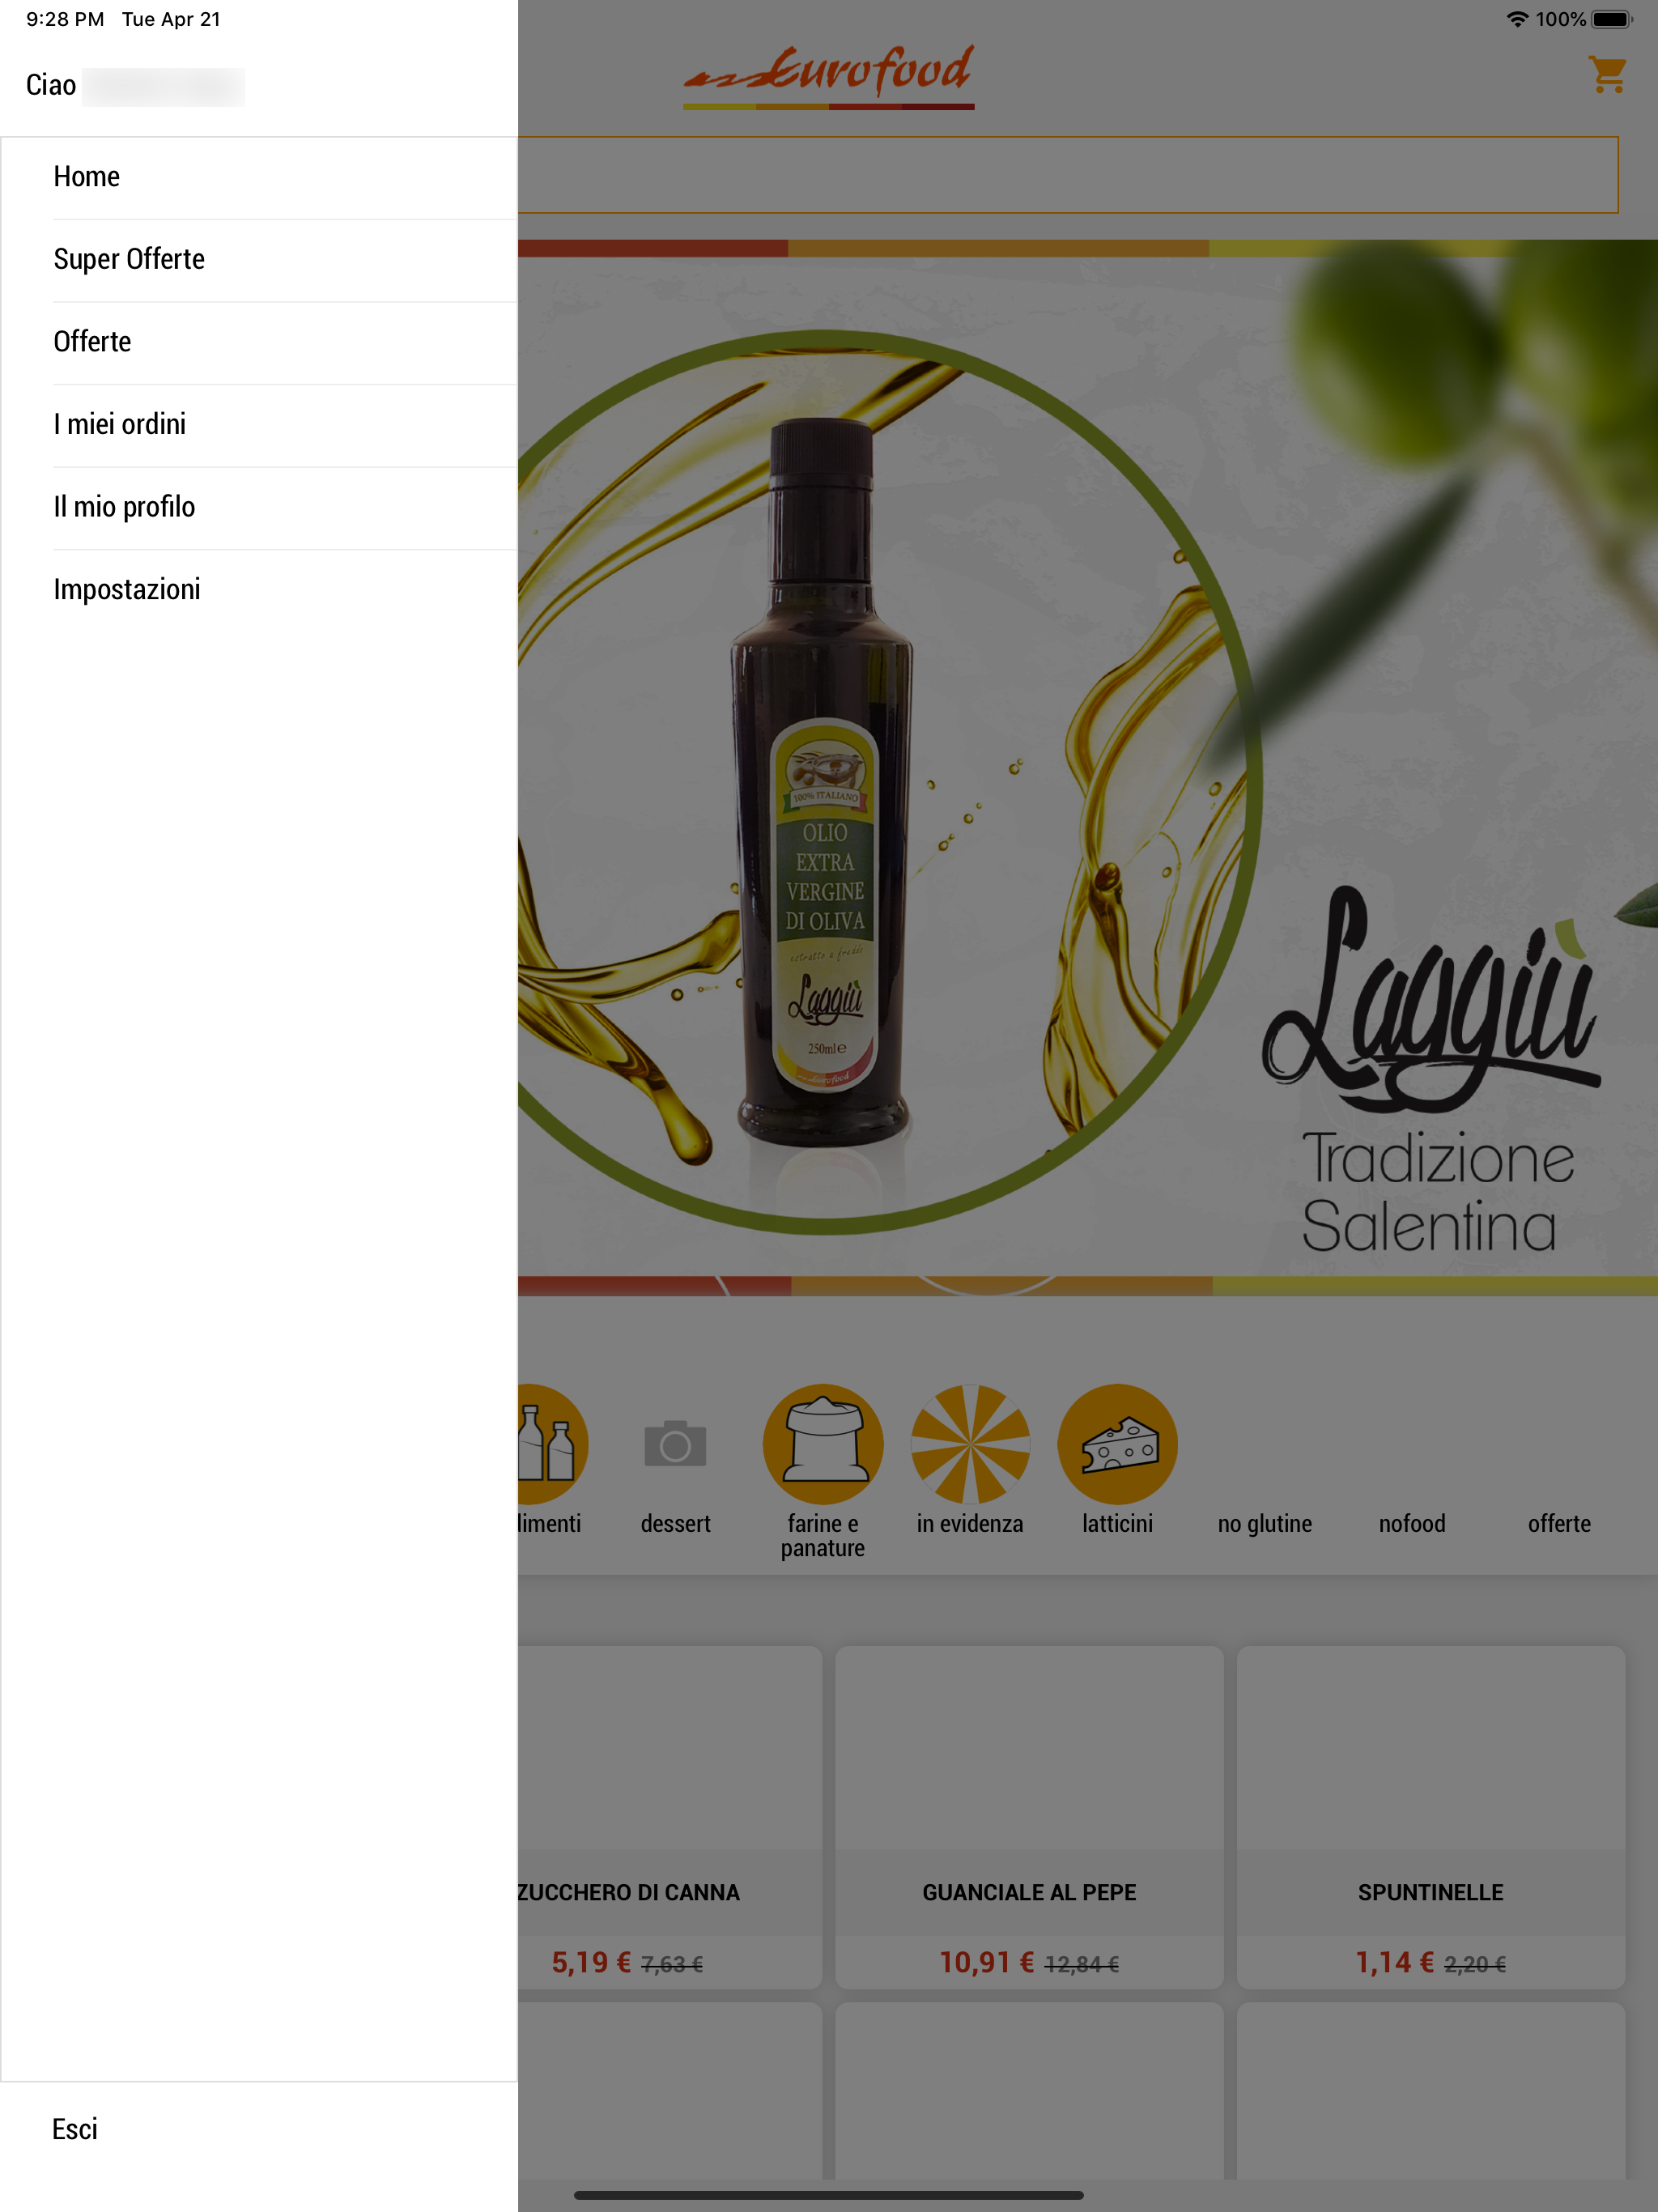 9:28 PM Tue Apr 21
100%
Ciao
Eurofood
Home
Super Offerte
Offerte
I miei ordini
Il mio profilo
Impostazioni
100% ITALIANO
OLIO
EXTRA
VERGINE
DI OLIVA
estratto a freddo
Laggiù
250ml e
Eurofood
Laggiù
Tradizione
Salentina
limenti
dessert
farine e
panature
in evidenza
latticini
no glutine
nofood
offerte
ZUCCHERO DI CANNA
GUANCIALE AL PEPE
SPUNTINELLE
5,19 € 7,63 €
10,91 € 12,84 €
1,14 € 2,20 €
Esci